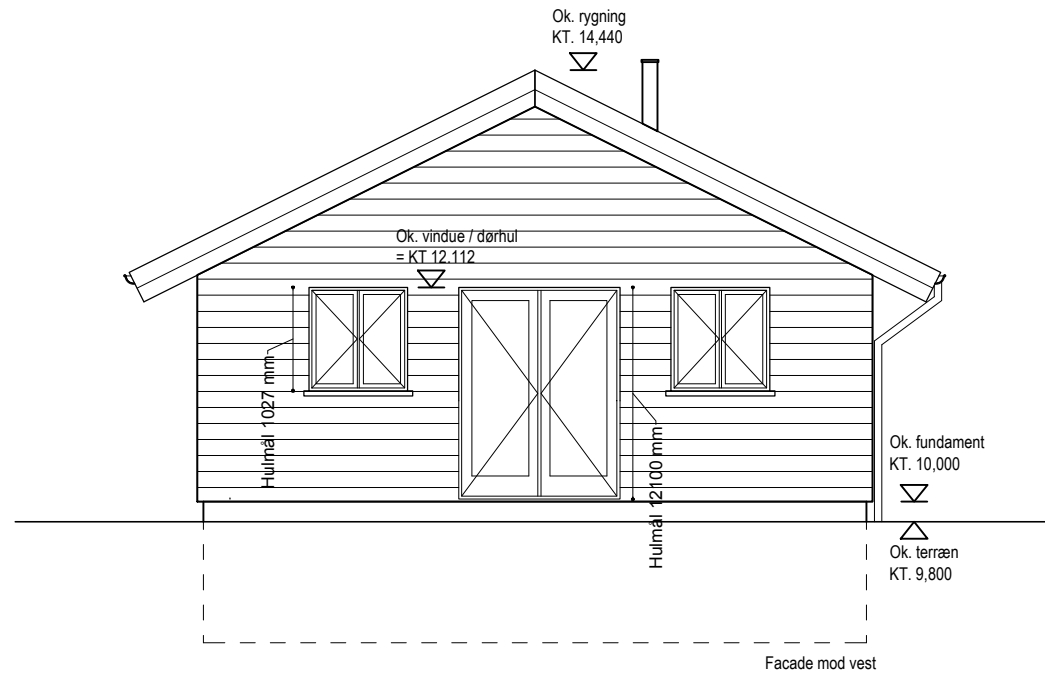 Ok. rygning
KT. 14,440
Ok. vindue / dørhul
= KT 12.112
Hulmål 1027 mm
Hulmål 12100 mm
Ok. fundament
KT. 10,000
Ok. terræn
KT. 9,800
Facade mod vest